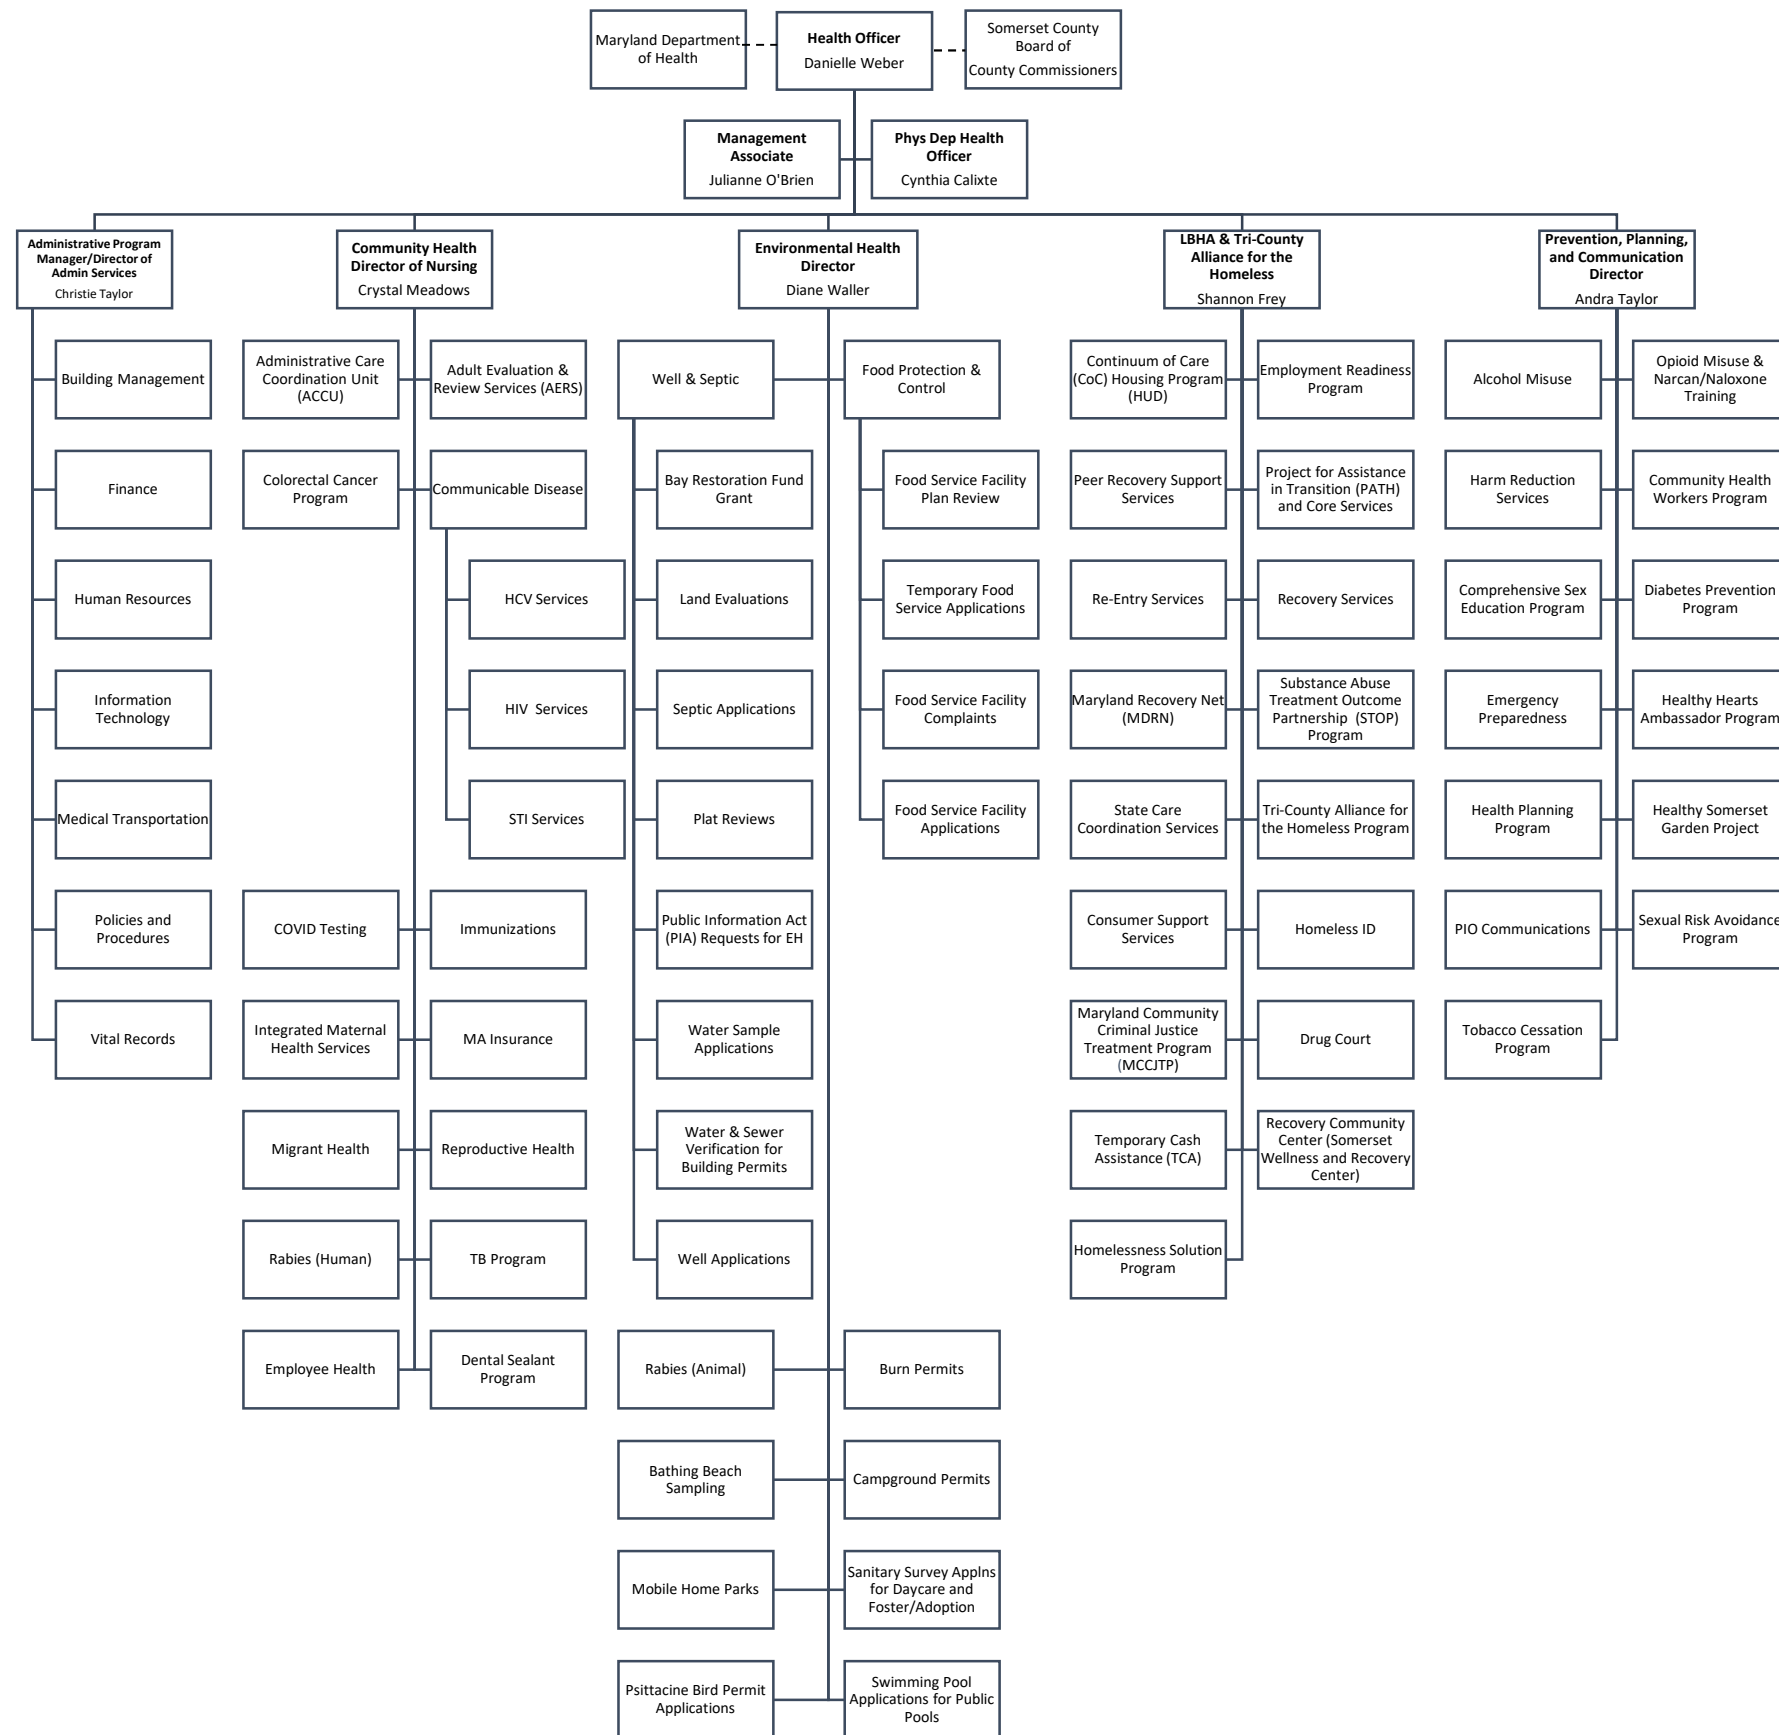 Maryland Department
of Health
Health Officer
Danielle Weber
Somerset County
Board of
County Commissioners
Management
Associate
Julianne O'Brien
Phys Dep Health
Officer
Cynthia Calixte
Administrative Program
Manager/Director of
Admin Services
Christie Taylor
Community Health
Director of Nursing
Crystal Meadows
Environmental Health
Director
Diane Waller
LBHA & Tri-County
Alliance for the
Homeless
Shannon Frey
Prevention, Planning,
and Communication
Director
Andra Taylor
Building Management
Finance
Human Resources
Information
Technology
Medical Transportation
Policies and
Procedures
Vital Records
Administrative Care
Coordination Unit
(ACCU)
Adult Evaluation &
Review Services (AERS)
Colorectal Cancer
Program
Communicable Disease
HCV Services
HIV  Services
STI Services
COVID Testing
Immunizations
Integrated Maternal
Health Services
MA Insurance
Migrant Health
Reproductive Health
Rabies (Human)
TB Program
Employee Health
Dental Sealant
Program
Well & Septic
Bay Restoration Fund
Grant
Land Evaluations
Septic Applications
Plat Reviews
Public Information Act
(PIA) Requests for EH
Water Sample
Applications
Water & Sewer
Verification for
Building Permits
Well Applications
Food Protection &
Control
Food Service Facility
Plan Review
Temporary Food
Service Applications
Food Service Facility
Complaints
Food Service Facility
Applications
Rabies (Animal)
Burn Permits
Bathing Beach
Sampling
Campground Permits
Mobile Home Parks
Sanitary Survey Applns
for Daycare and
Foster/Adoption
Psittacine Bird Permit
Applications
Swimming Pool
Applications for Public
Pools
Continuum of Care
(CoC) Housing Program
(HUD)
Employment Readiness
Program
Peer Recovery Support
Services
Project for Assistance
in Transition (PATH)
and Core Services
Re-Entry Services
Recovery Services
Maryland Recovery Net
(MDRN)
Substance Abuse
Treatment Outcome
Partnership  (STOP)
Program
State Care
Coordination Services
Tri-County Alliance for
the Homeless Program
Consumer Support
Services
Homeless ID
Maryland Community
Criminal Justice
Treatment Program
(MCCJTP)
Drug Court
Temporary Cash
Assistance (TCA)
Recovery Community
Center (Somerset
Wellness and Recovery
Center)
Homelessness Solution
Program
Alcohol Misuse
Opioid Misuse &
Narcan/Naloxone
Training
Harm Reduction
Services
Community Health
Workers Program
Comprehensive Sex
Education Program
Diabetes Prevention
Program
Emergency
Preparedness
Healthy Hearts
Ambassador Program
Health Planning
Program
Healthy Somerset
Garden Project
PIO Communications
Sexual Risk Avoidance
Program
Tobacco Cessation
Program